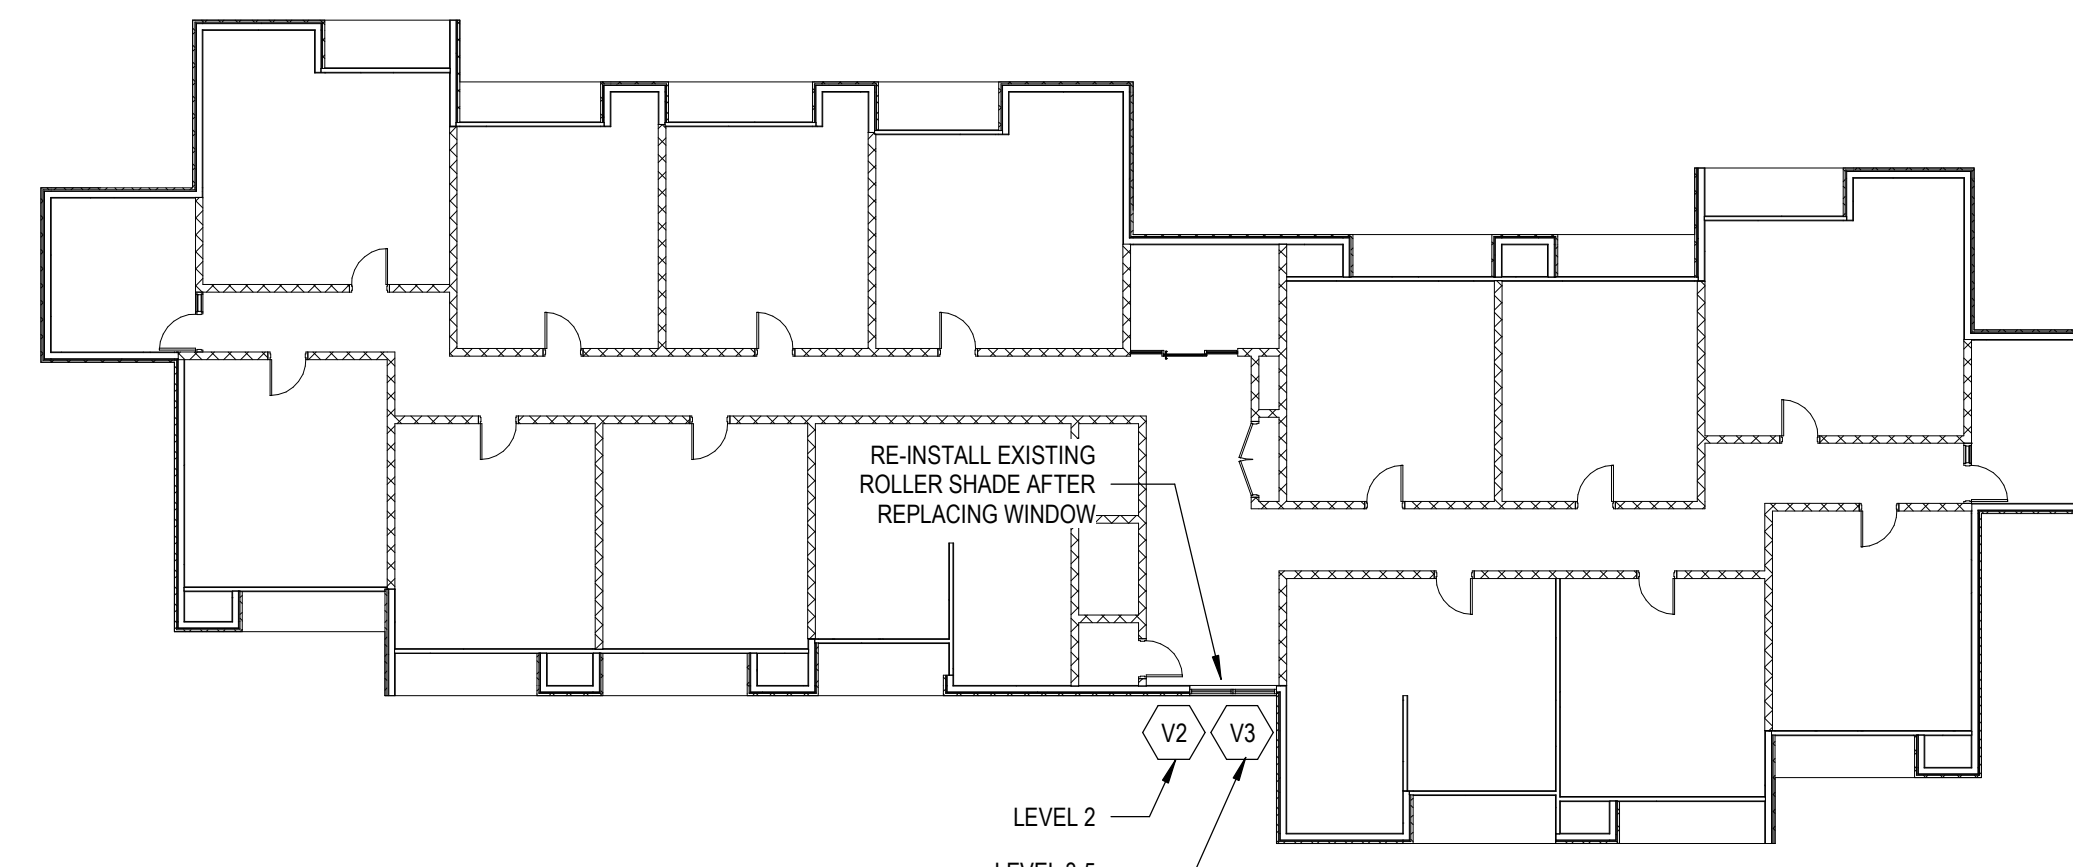 RE-INSTALL EXISTING
ROLLER SHADE AFTER
REPLACING WINDOW
V2
V3
LEVEL 2